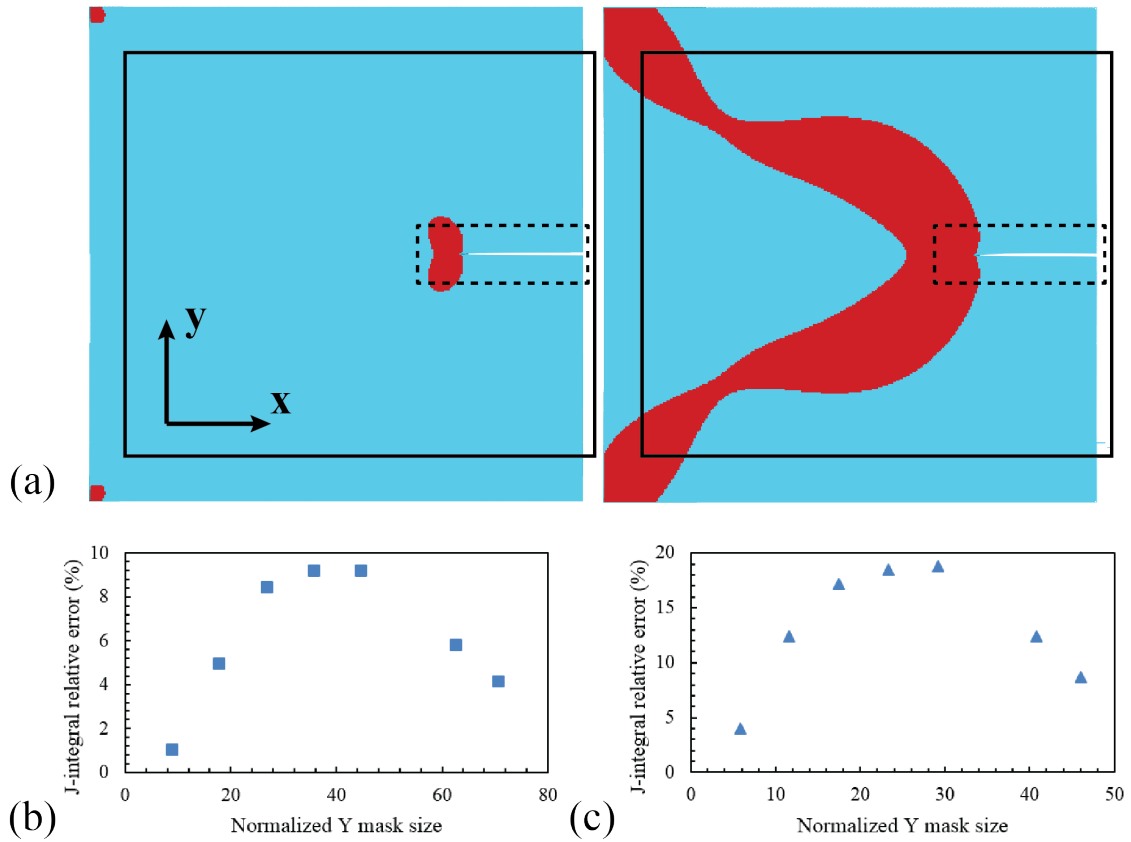 y
x
(a)
J-integral relative error (%)
10
8
6
4
2
0
0 20 40 60 80
Normalized Y mask size
(b)
J-integral relative error (%)
20
15
10
5
0
0 10 20 30 40 50
Normalized Y mask size
(c)